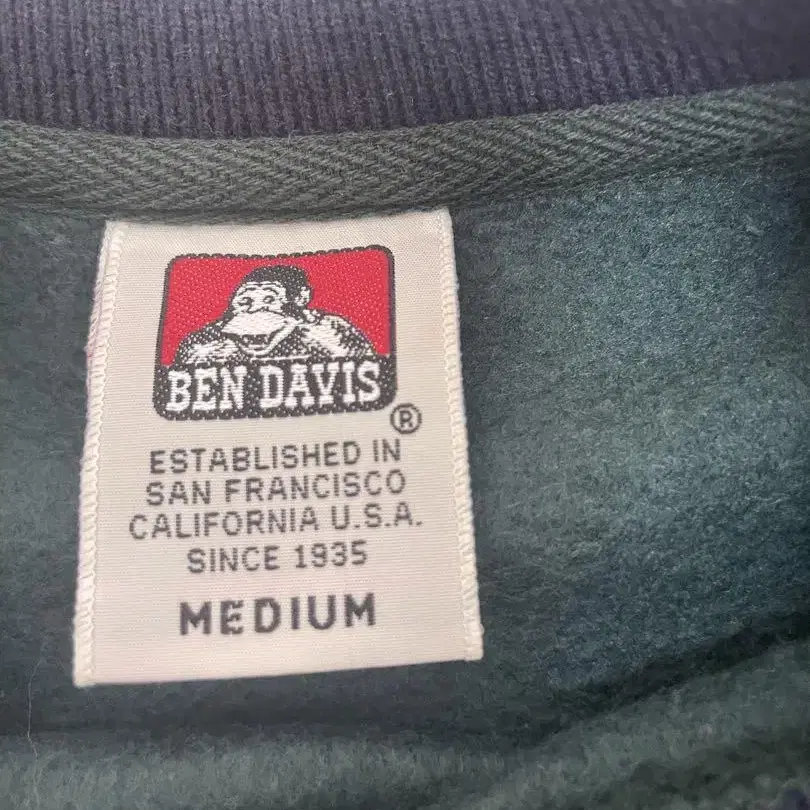 BEN DAVIS
®
ESTABLISHED IN
SAN FRANCISCO
CALIFORNIA U.S.A.
SINCE 1935
MEDIUM